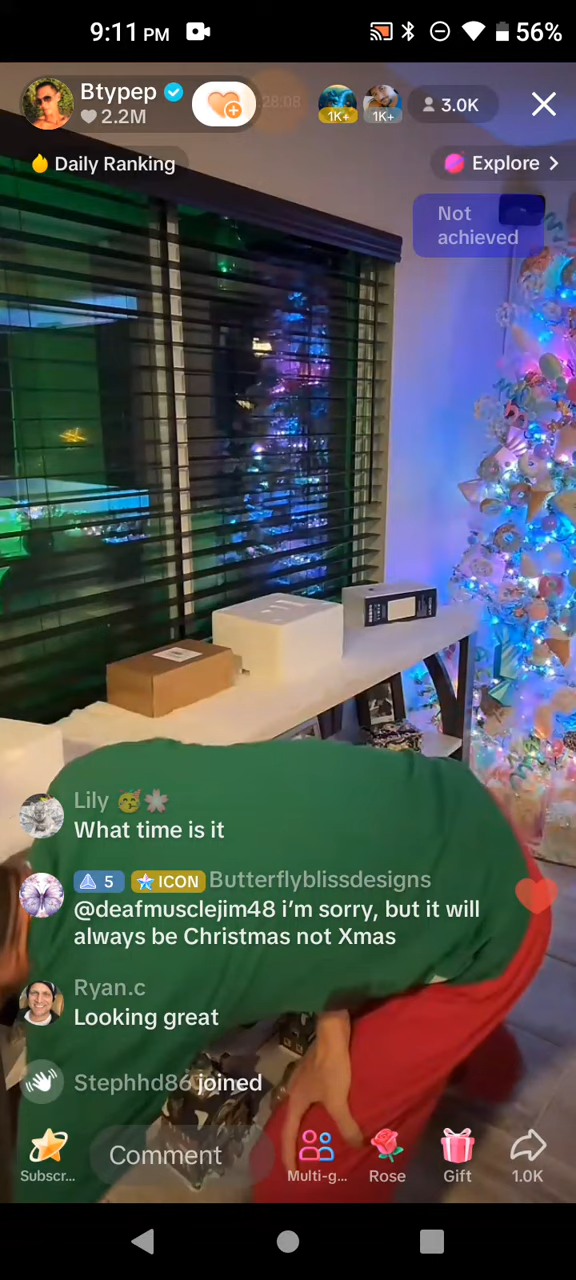 9:11 PM
56%
Btypep
2.2M
28:08
1K+
1K+
3.0K
Daily Ranking
Explore >
Not
achieved
Lily
What time is it
5 ICON Butterflyblissdesigns
@deafmusclejim48 i'm sorry, but it will
always be Christmas not Xmas
Ryan.c
Looking great
Stephhd86 joined
Subscr...
Comment
Multi-g...
Rose
Gift
1.0K